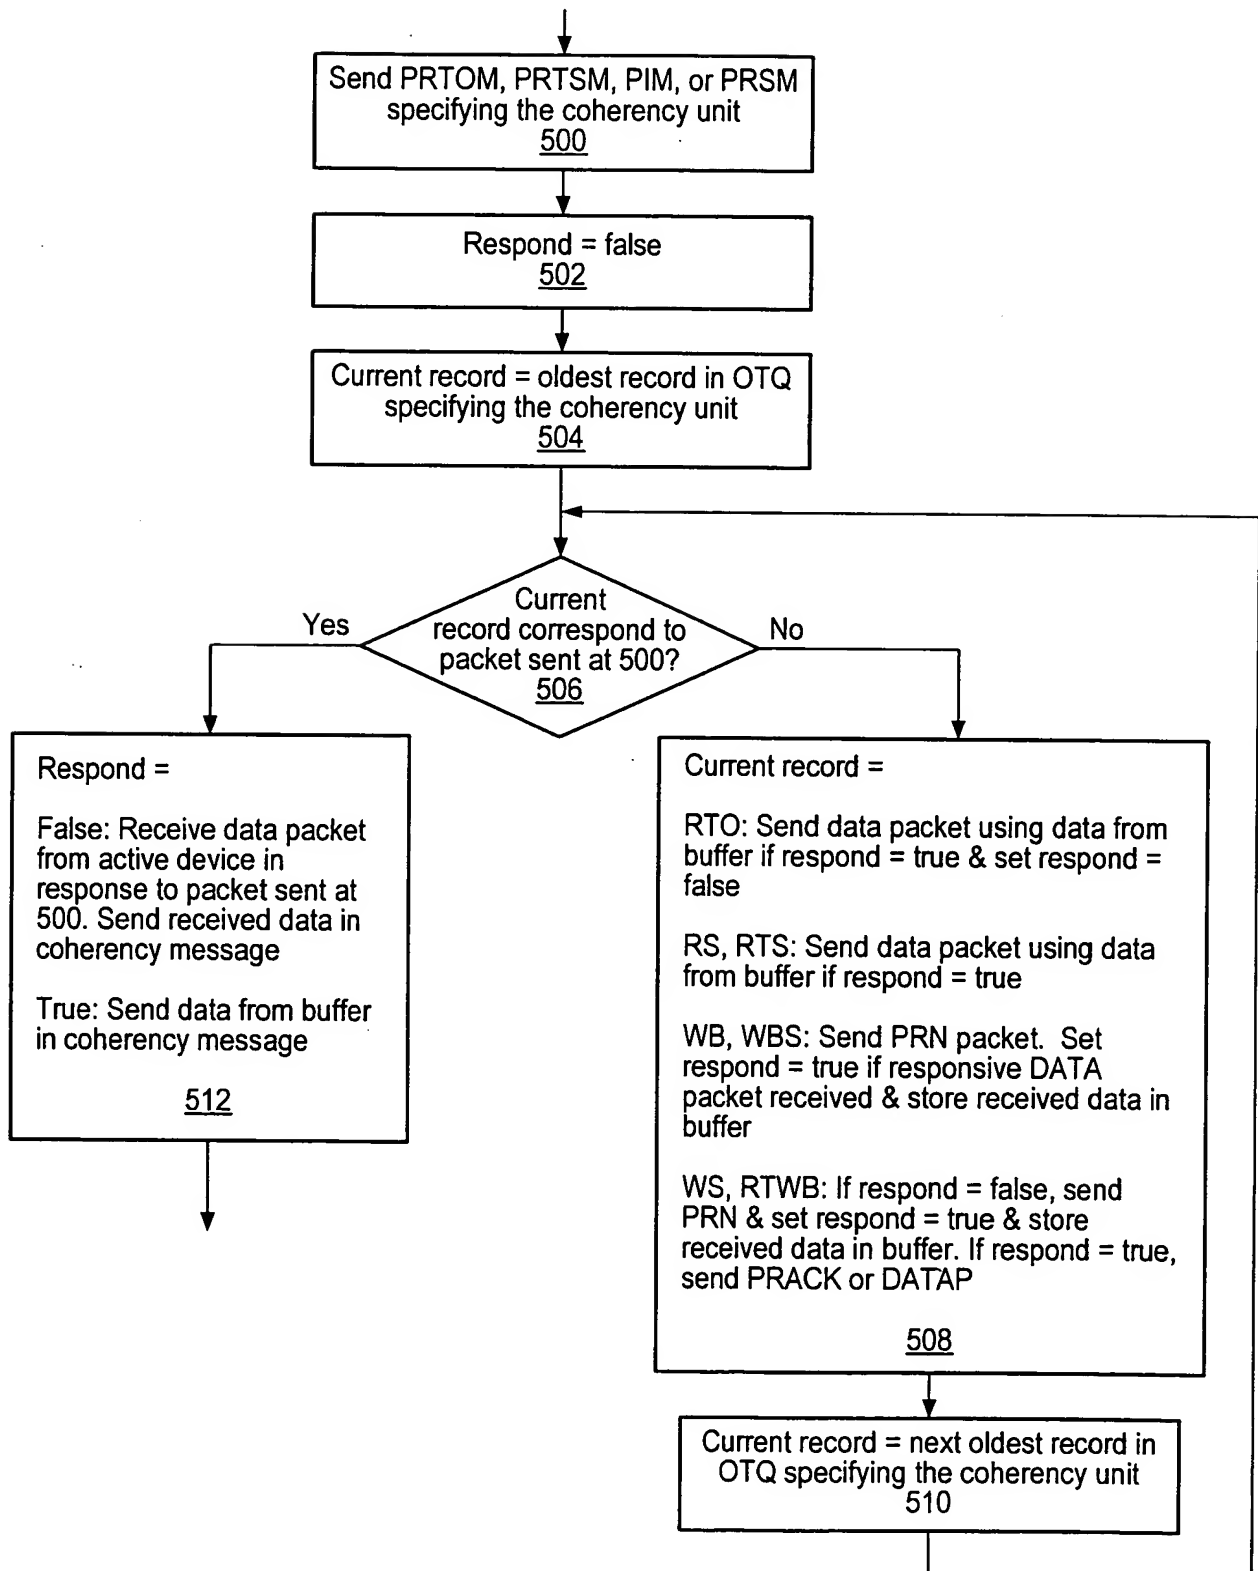 Send PRTOM, PRTSM, PIM, or PRSM
specifying the coherency unit
500
Respond = false
502
Current record = oldest record in OTQ
specifying the coherency unit
504
Current
record correspond to
packet sent at 500?
506
Yes
No
Respond =
False: Receive data packet
from active device in
response to packet sent at
500. Send received data in
coherency message
True: Send data from buffer
in coherency message
512
Current record =
RTO: Send data packet using data from
buffer if respond = true & set respond =
false
RS, RTS: Send data packet using data
from buffer if respond = true
WB, WBS: Send PRN packet. Set
respond = true if responsive DATA
packet received & store received data in
buffer
WS, RTWB: If respond = false, send
PRN & set respond = true & store
received data in buffer. If respond = true,
send PRACK or DATAP
508
Current record = next oldest record in
OTQ specifying the coherency unit
510